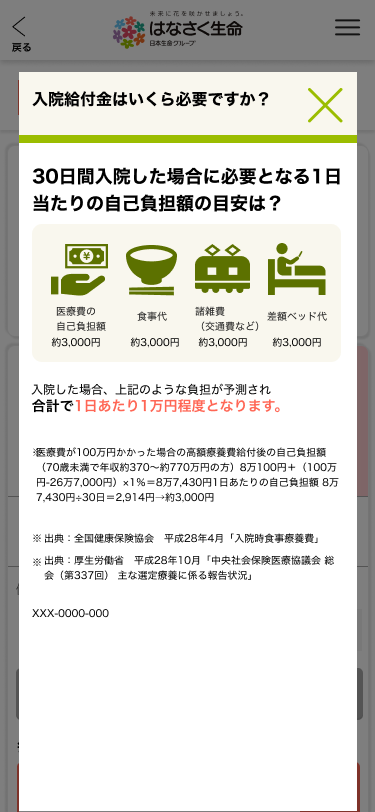 未来に花を咲かせましょう。
はなさく生命
日本生命グループ
戻る
入院給付金はいくら必要ですか？
30日間入院した場合に必要となる1日
当たりの自己負担額の目安は？
医療費の
自己負担額
約3,000円
食事代
約3,000円
諸雑費
（交通費など）
約3,000円
差額ベッド代
約3,000円
入院した場合、上記のような負担が予測され
合計で1日あたり1万円程度となります。
※医療費が100万円かかった場合の高額療養費給付後の自己負担額
（70歳未満で年収約370〜約770万円の方）8万100円＋（100万
円-26万7,000円）×1%＝8万7,430円1日あたりの自己負担額 8万
7,430円÷30日＝2,914円→約3,000円
※ 出典：全国健康保険協会　平成28年4月「入院時食事療養費」
※ 出典：厚生労働省　平成28年10月「中央社会保険医療協議会 総
会（第337回） 主な選定療養に係る報告状況」
XXX-0000-000